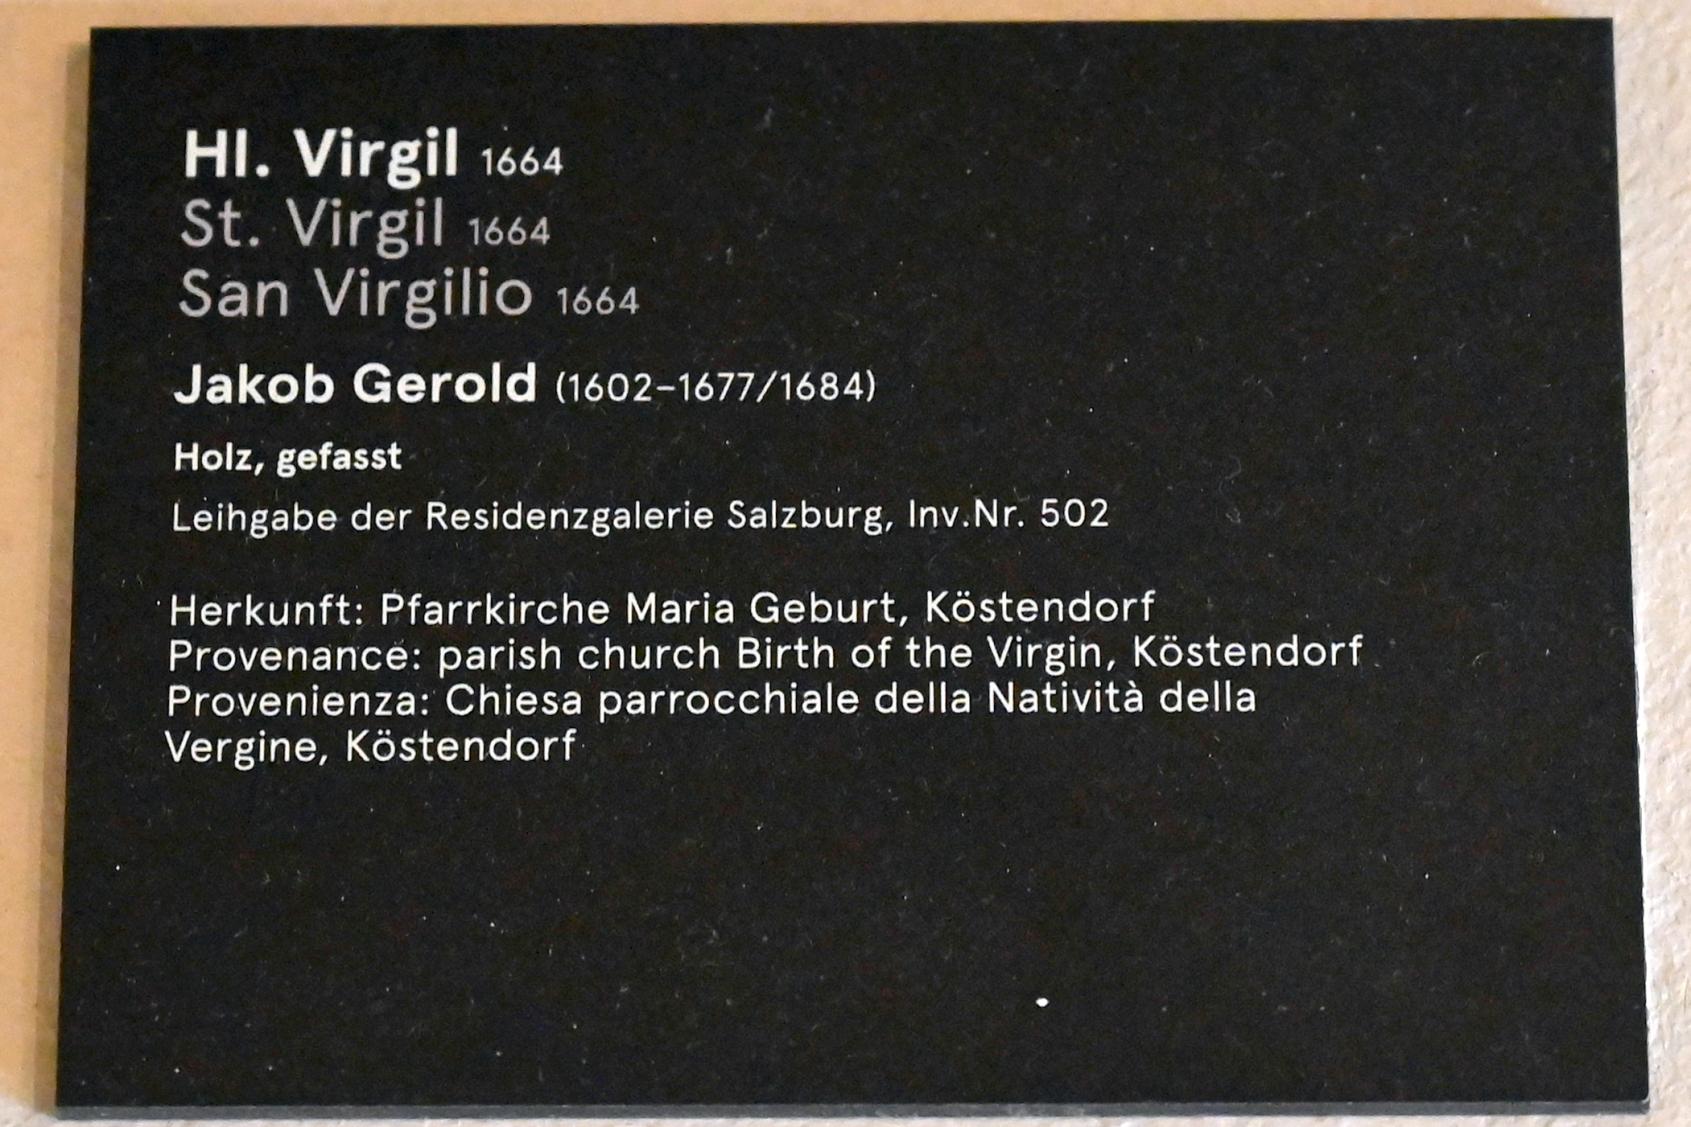 Hl. Virgil 1664
St. Virgil 1664
San Virgilio 1664
Jakob Gerold (1602–1677/1684)
Holz, gefasst
Leihgabe der Residenzgalerie Salzburg, Inv.Nr. 502
Herkunft: Pfarrkirche Maria Geburt, Köstendorf
Provenance: parish church Birth of the Virgin, Köstendorf
Provenienza: Chiesa parrocchiale della Natività della
Vergine, Köstendorf